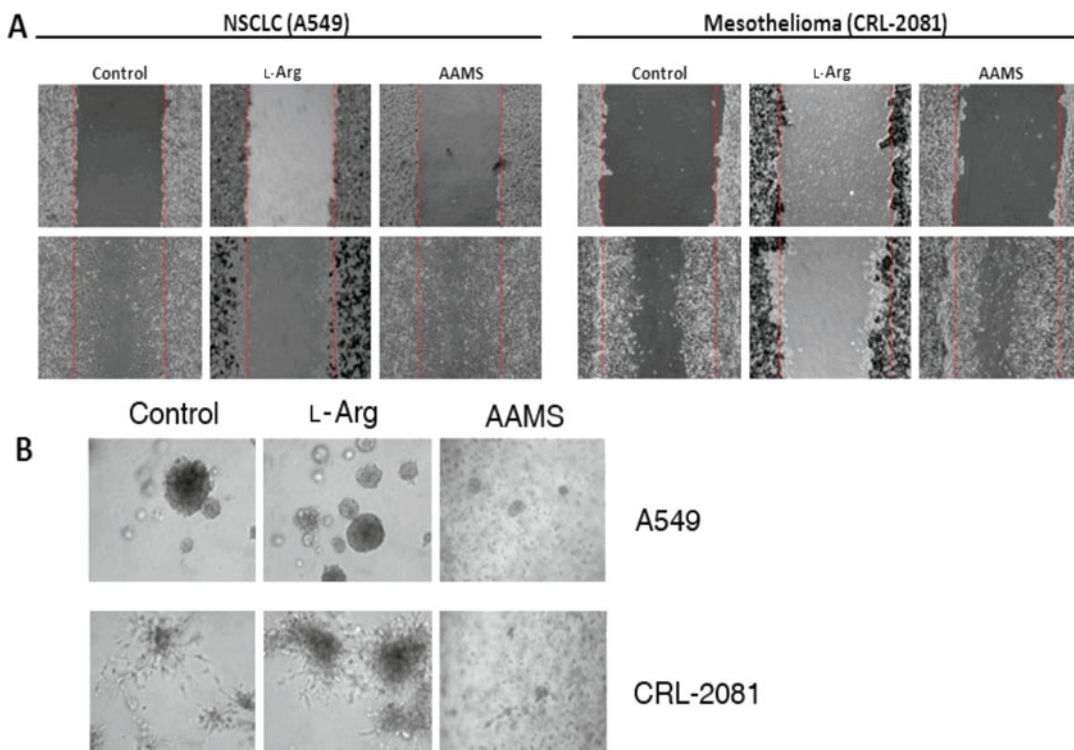 A
NSCLC (A549)
Mesothelioma (CRL-2081)
Control L-Arg AAMS Control L-Arg AAMS
B
Control L-Arg AAMS
A549
CRL-2081